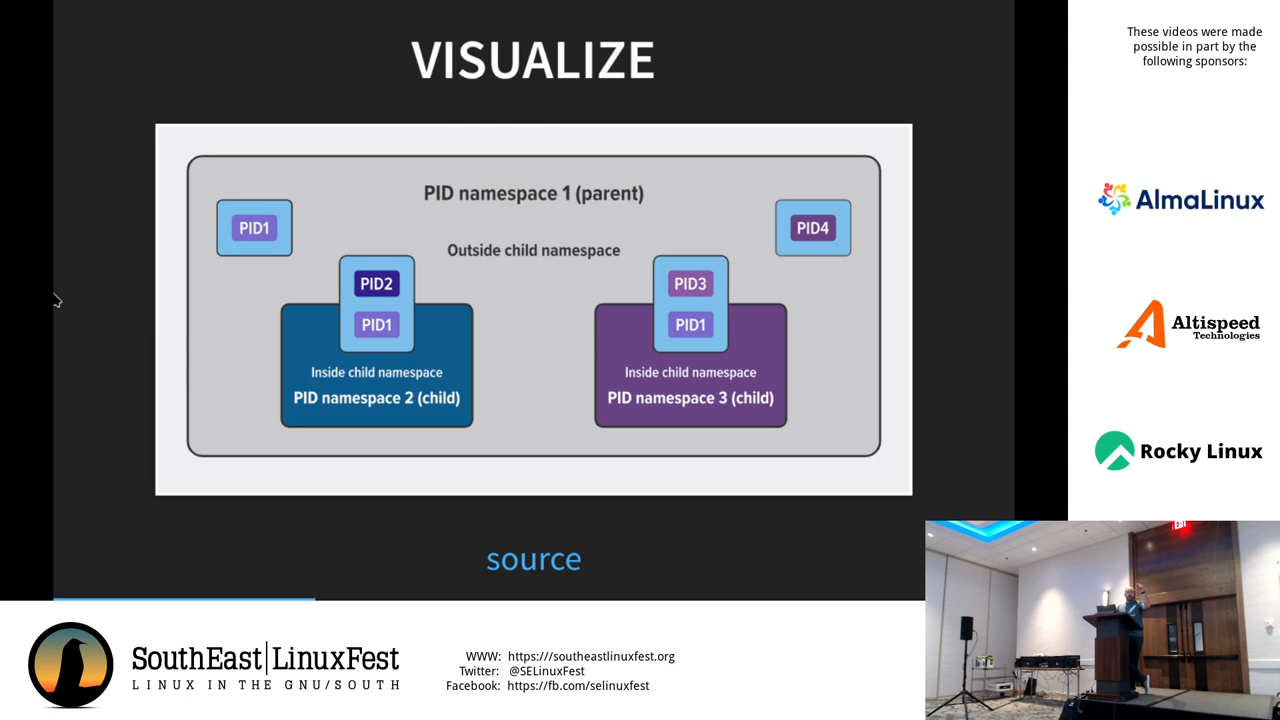 VISUALIZE
PID namespace 1 (parent)
PID1
PID4
Outside child namespace
PID2
PID1
Inside child namespace
PID namespace 2 (child)
PID3
PID1
Inside child namespace
PID namespace 3 (child)
source
These videos were made
possible in part by the
following sponsors:
AlmaLinux
Altispeed
Technologies
Rocky Linux
EXIT
SouthEast|LinuxFest
LINUX IN THE GNU/SOUTH
WWW: https:///southeastlinuxfest.org
Twitter: @SELinuxFest
Facebook: https://fb.com/selinuxfest